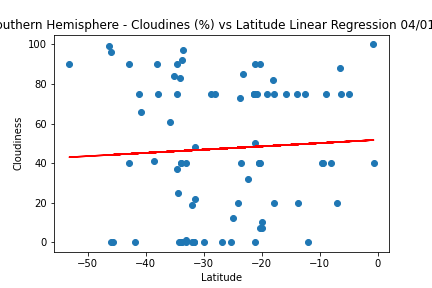 outhern Hemisphere - Cloudines (%) vs Latitude Linear Regression 04/01
100
80
60
40
20
0
Cloudiness
−50 −40 −30 −20 −10 0
Latitude